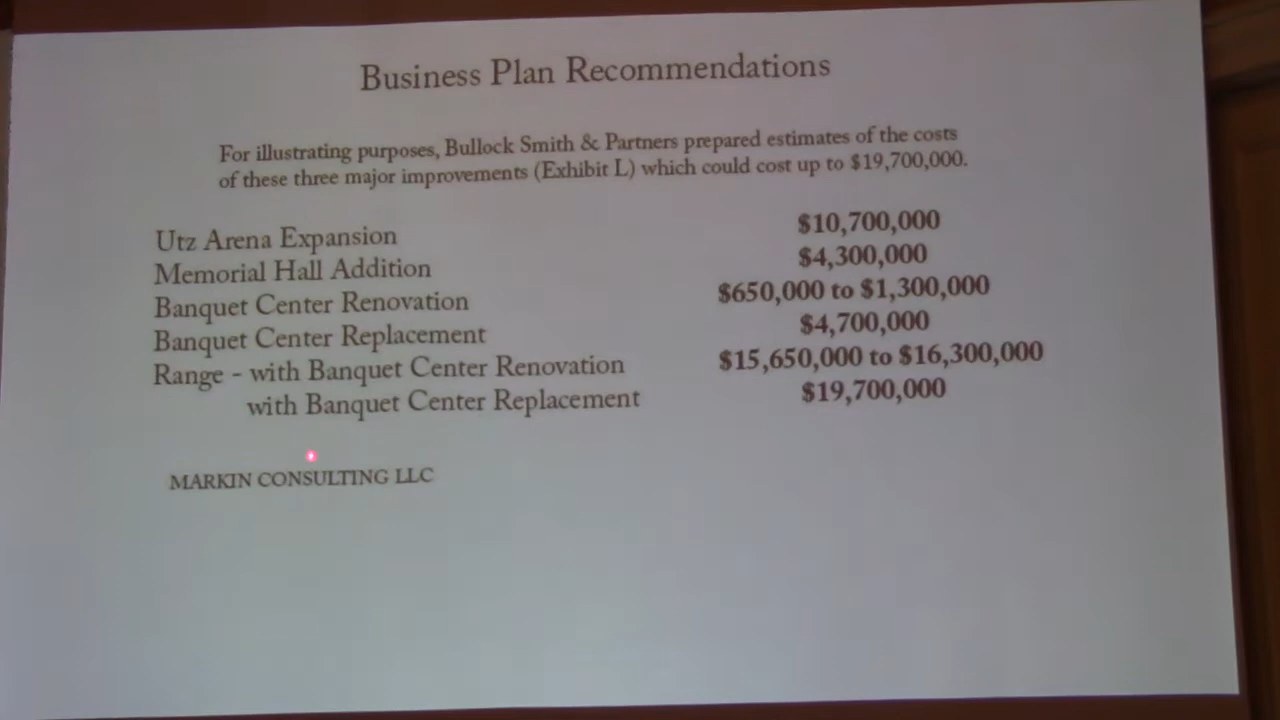 Business Plan Recommendations
For illustrating purposes, Bullock Smith & Partners prepared estimates of the costs
of these three major improvements (Exhibit L) which could cost up to $19,700,000.
Utz Arena Expansion $10,700,000
Memorial Hall Addition $4,300,000
Banquet Center Renovation $650,000 to $1,300,000
Banquet Center Replacement $4,700,000
Range - with Banquet Center Renovation $15,650,000 to $16,300,000
with Banquet Center Replacement $19,700,000
MARKIN CONSULTING LLC